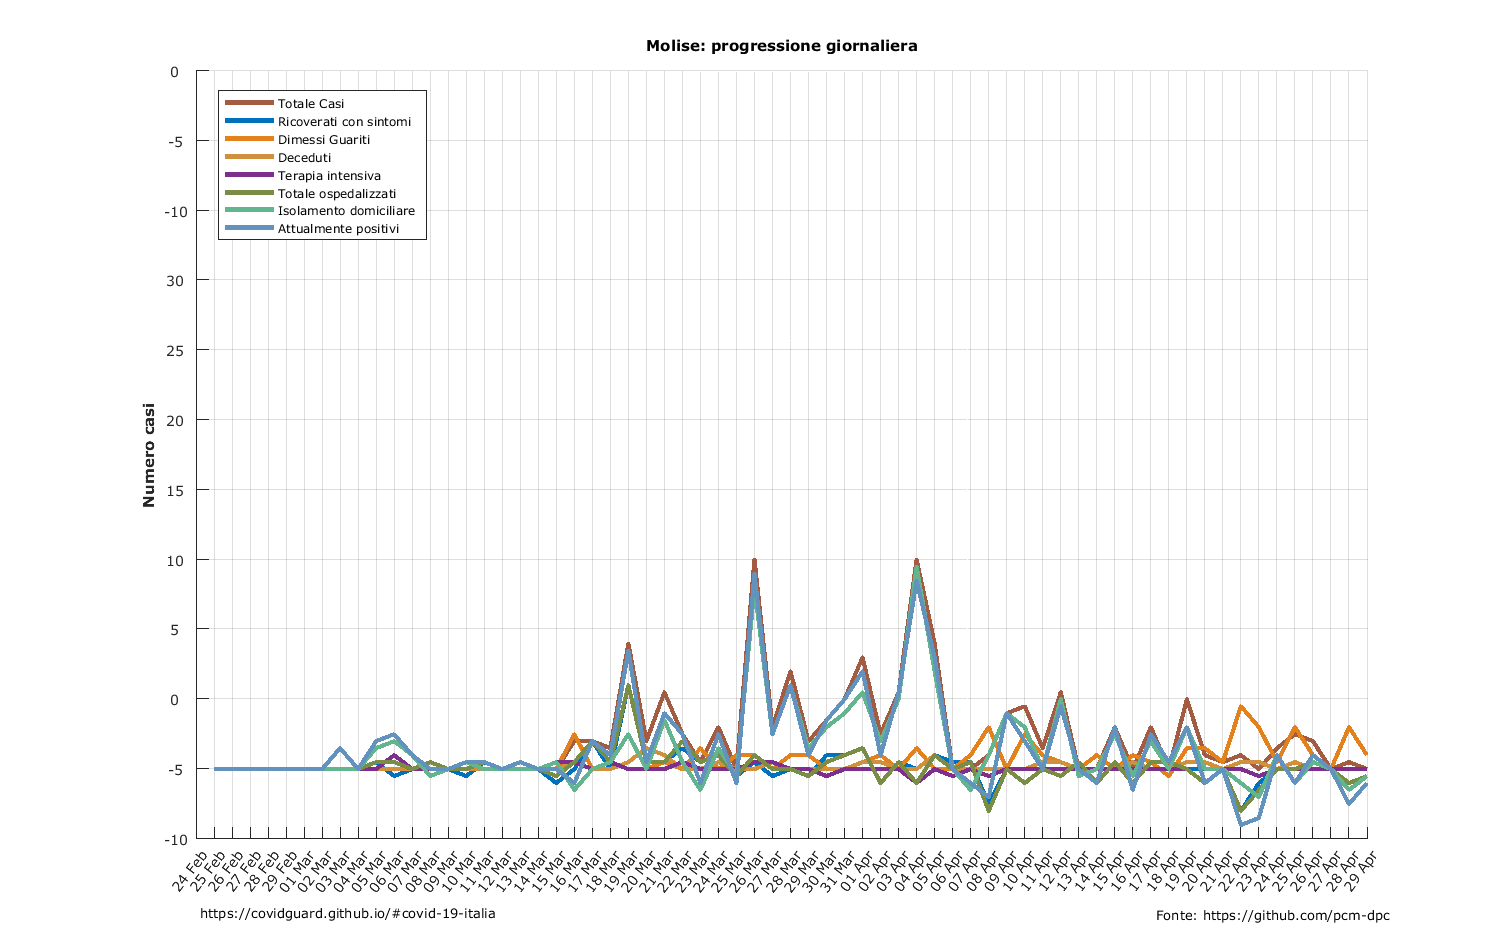 Molise: progressione giornaliera
0
-5
-10
30
25
20
15
10
5
0
-5
-10
Numero casi
Totale Casi
Ricoverati con sintomi
Dimessi Guariti
Deceduti
Terapia intensiva
Totale ospedalizzati
Isolamento domiciliare
Attualmente positivi
24 Feb
25 Feb
26 Feb
27 Feb
28 Feb
29 Feb
01 Mar
02 Mar
03 Mar
04 Mar
05 Mar
06 Mar
07 Mar
08 Mar
09 Mar
10 Mar
11 Mar
12 Mar
13 Mar
14 Mar
15 Mar
16 Mar
17 Mar
18 Mar
19 Mar
20 Mar
21 Mar
22 Mar
23 Mar
24 Mar
25 Mar
26 Mar
27 Mar
28 Mar
29 Mar
30 Mar
31 Mar
01 Apr
02 Apr
03 Apr
04 Apr
05 Apr
06 Apr
07 Apr
08 Apr
09 Apr
10 Apr
11 Apr
12 Apr
13 Apr
14 Apr
15 Apr
16 Apr
17 Apr
18 Apr
19 Apr
20 Apr
21 Apr
22 Apr
23 Apr
24 Apr
25 Apr
26 Apr
27 Apr
28 Apr
29 Apr
https://covidguard.github.io/#covid-19-italia
Fonte: https://github.com/pcm-dpc